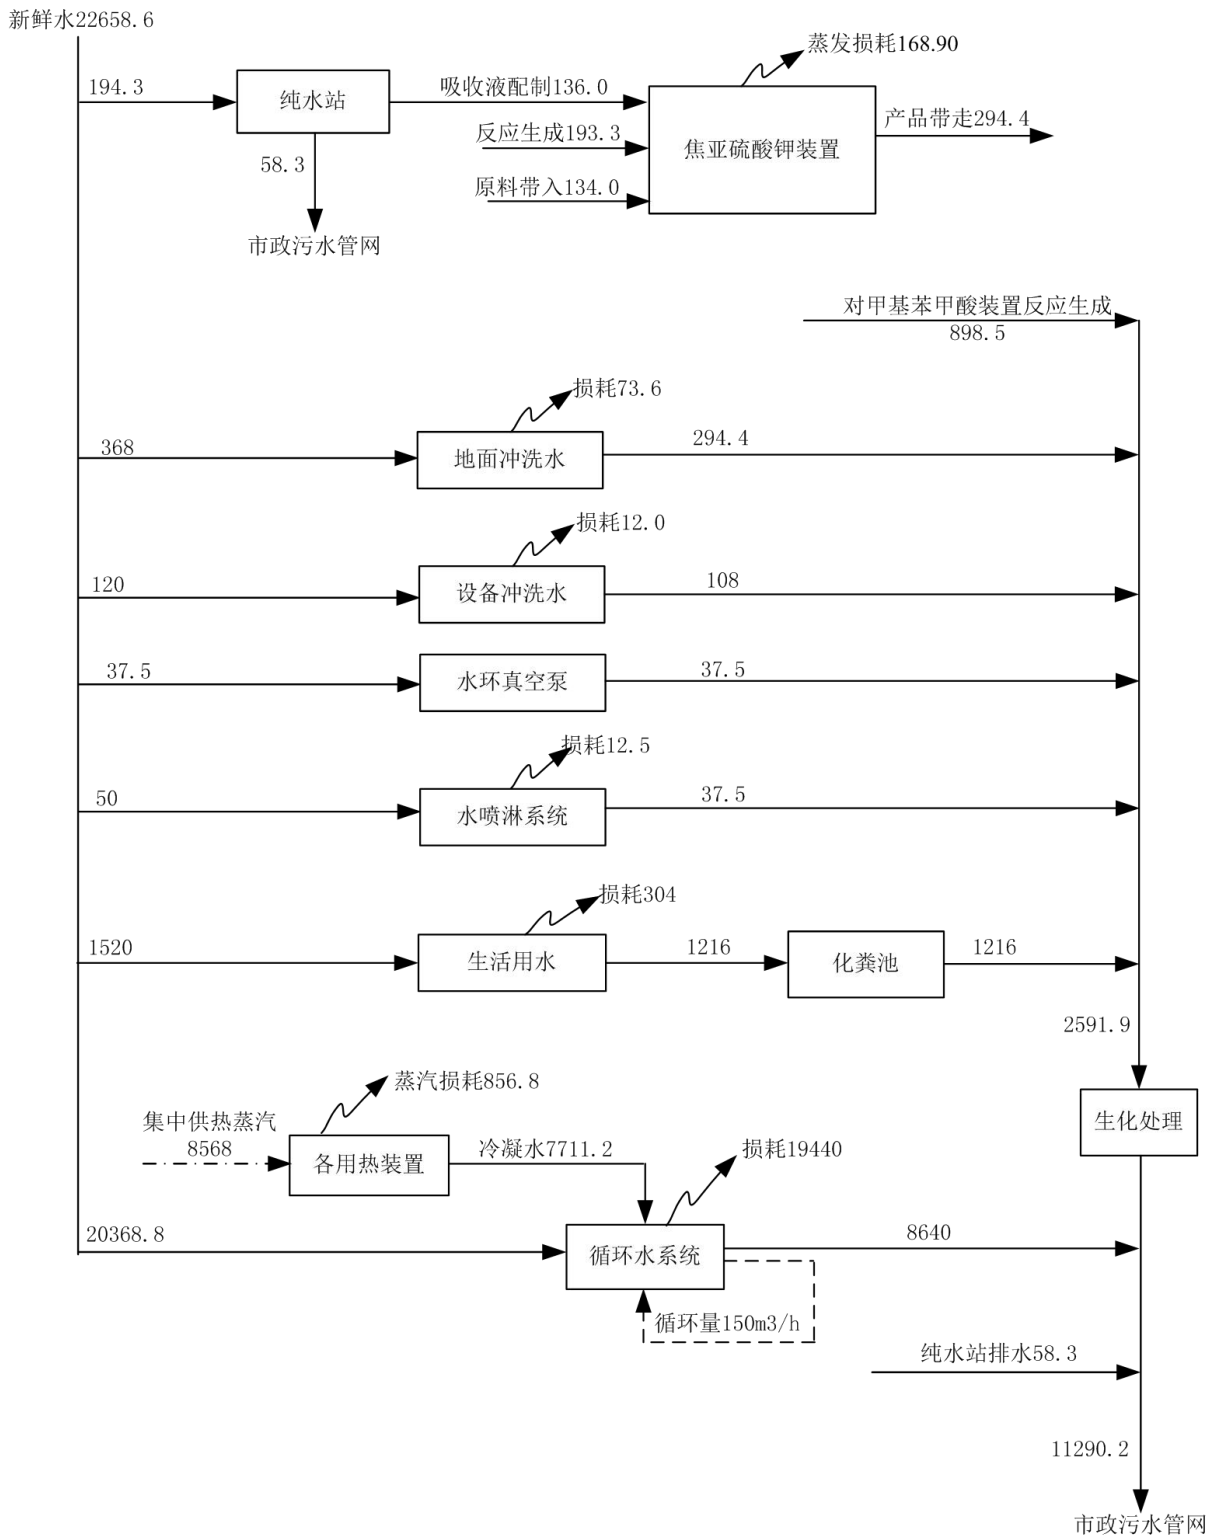 新鲜水22658.6
蒸发损耗168.90
194.3
纯水站
吸收液配制136.0
产品带走294.4
反应生成193.3
焦亚硫酸钾装置
58.3
原料带入134.0
市政污水管网
对甲基苯甲酸装置反应生成
898.5
损耗73.6
368
地面冲洗水
294.4
损耗12.0
120
设备冲洗水
108
37.5
水环真空泵
37.5
损耗12.5
50
水喷淋系统
37.5
损耗304
1520
生活用水
1216
化粪池
1216
2591.9
蒸汽损耗856.8
集中供热蒸汽
8568
各用热装置
冷凝水7711.2
损耗19440
生化处理
20368.8
循环水系统
8640
循环量150m3/h
纯水站排水58.3
11290.2
市政污水管网